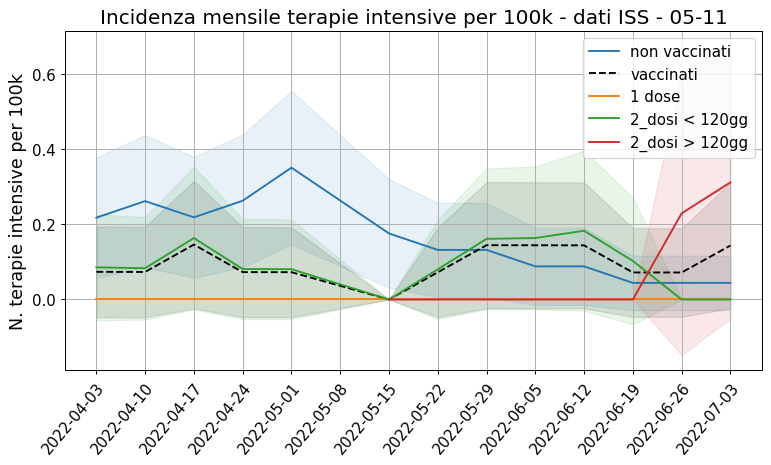 Incidenza mensile terapie intensive per 100k - dati ISS - 05-11
N. terapie intensive per 100k
0.6
0.4
0.2
0.0
non vaccinati
vaccinati
1 dose
2_dosi < 120gg
2_dosi > 120gg
2022-04-03
2022-04-10
2022-04-17
2022-04-24
2022-05-01
2022-05-08
2022-05-15
2022-05-22
2022-05-29
2022-06-05
2022-06-12
2022-06-19
2022-06-26
2022-07-03